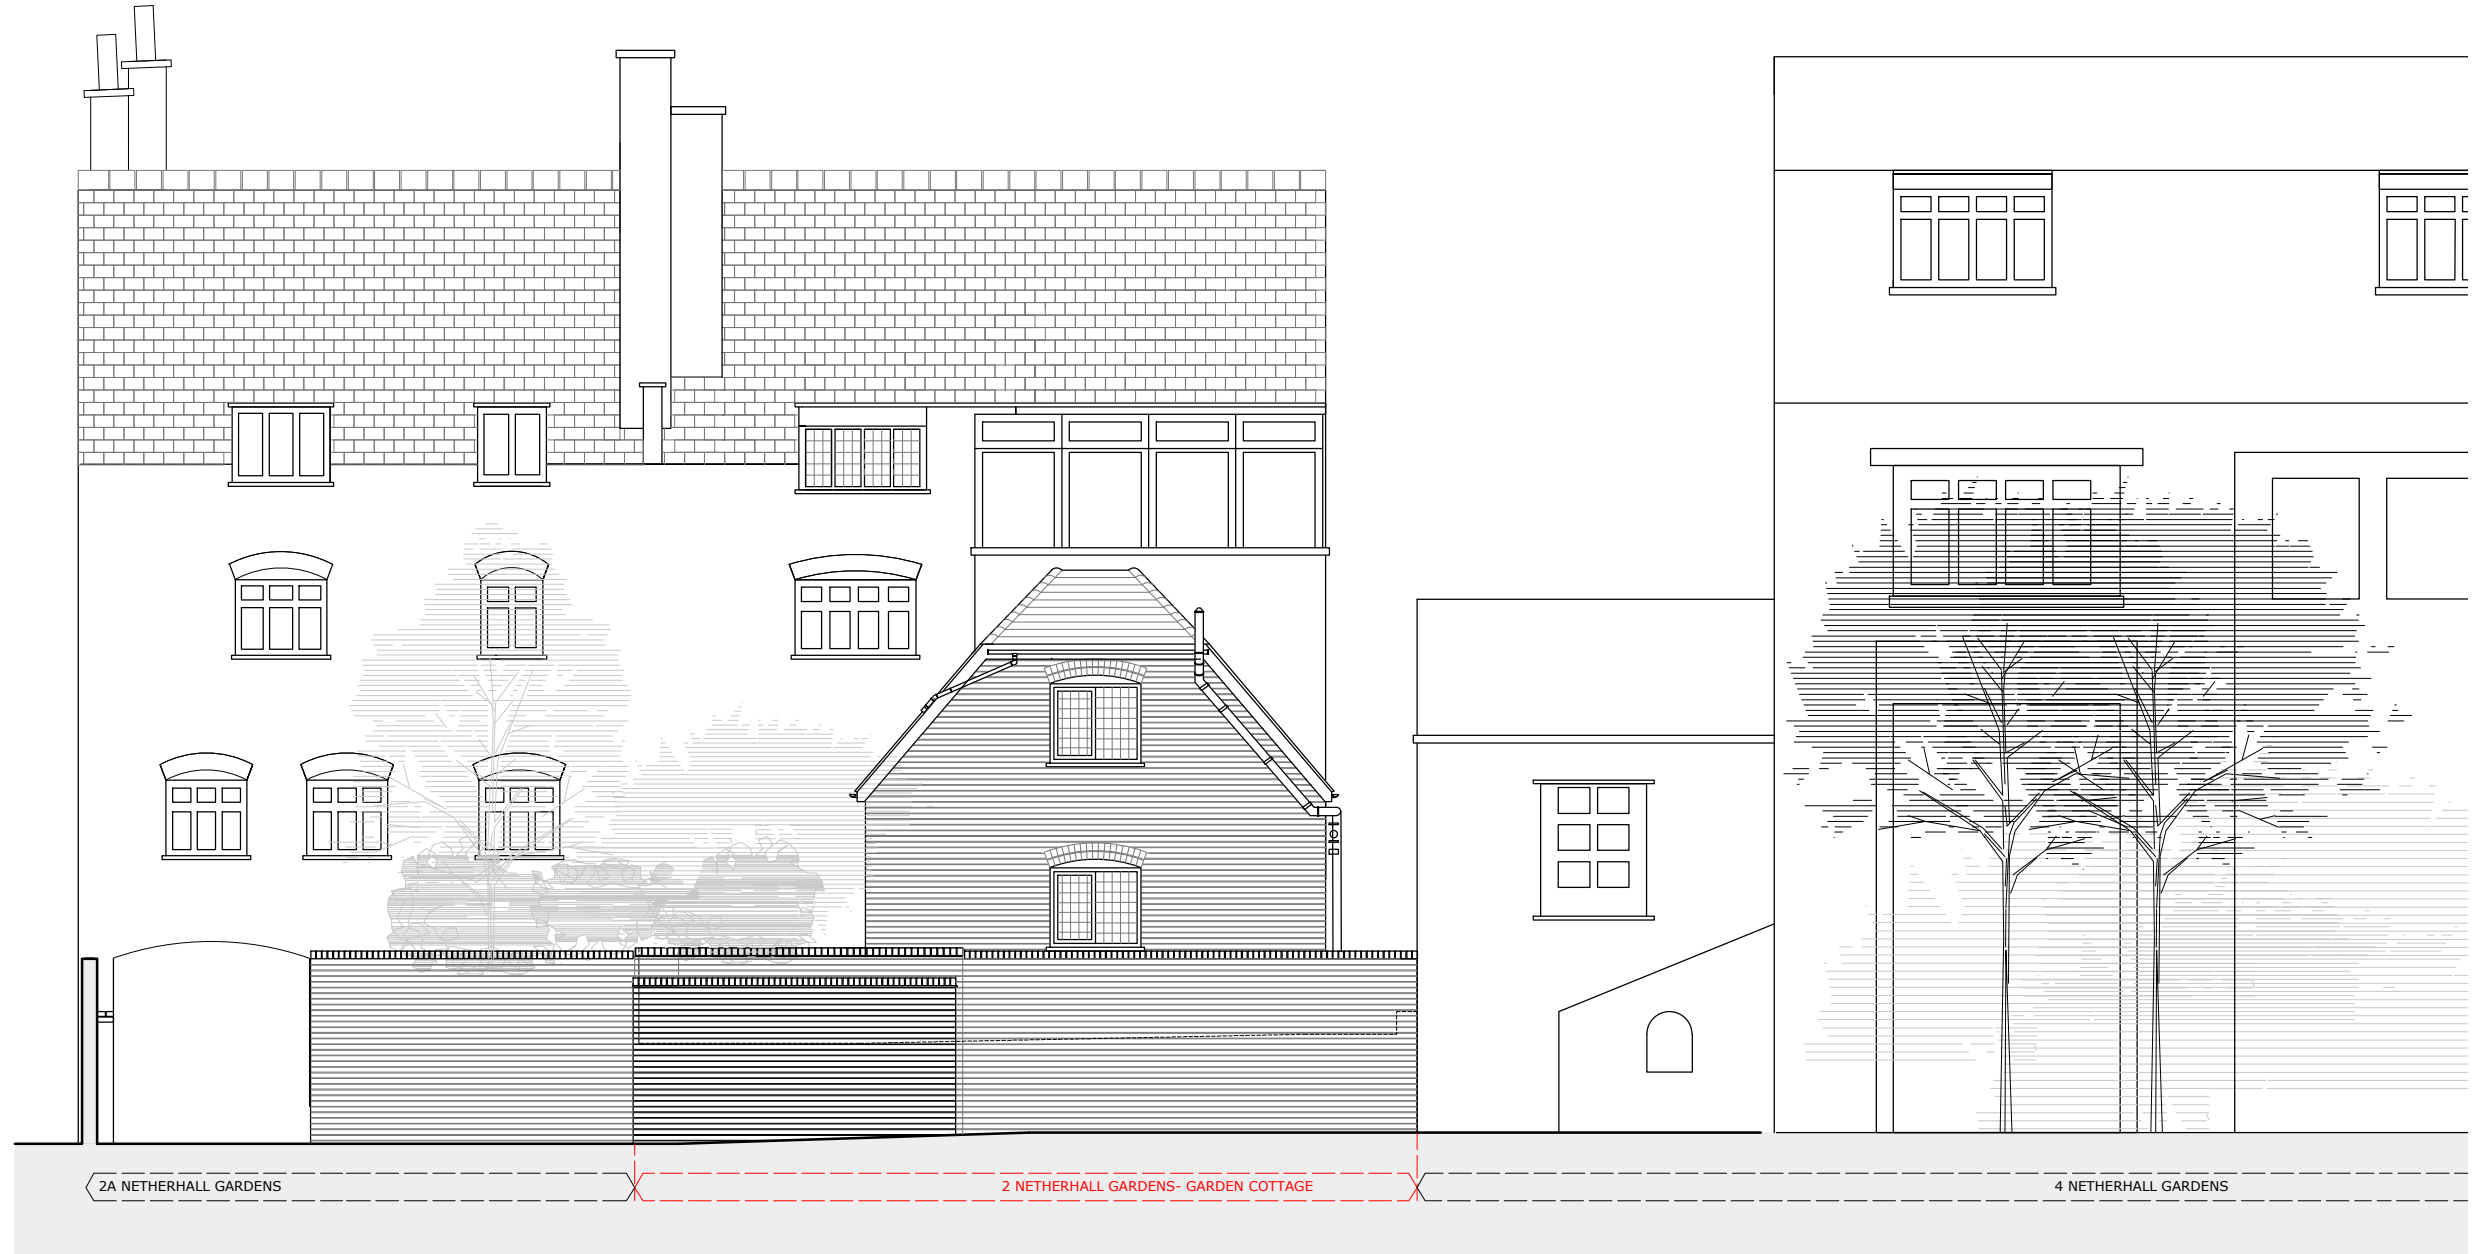 2A NETHERHALL GARDENS
2 NETHERHALL GARDENS- GARDEN COTTAGE
4 NETHERHALL GARDENS